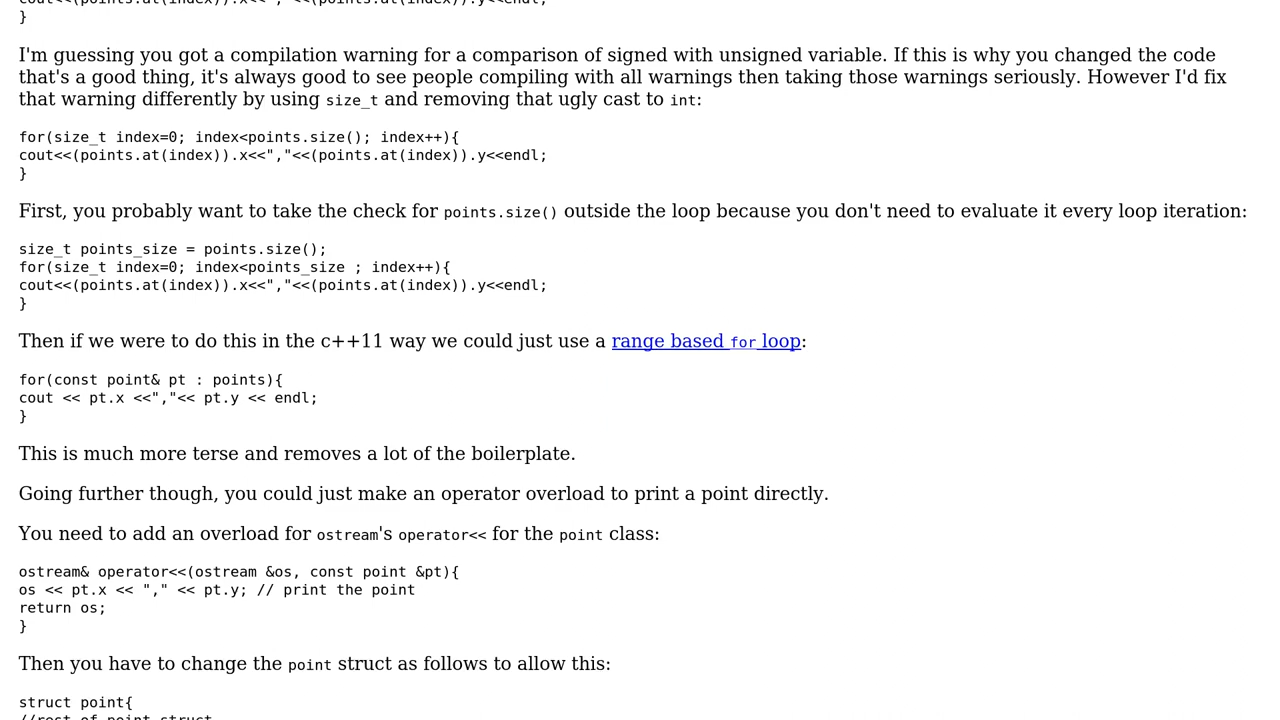 cout<<(points.at(index)).x<<","<<(points.at(index)).y<<endl;
}
I'm guessing you got a compilation warning for a comparison of signed with unsigned variable. If this is why you changed the code
that's a good thing, it's always good to see people compiling with all warnings then taking those warnings seriously. However I'd fix
that warning differently by using size_t and removing that ugly cast to int:
for(size_t index=0; index<points.size(); index++){
cout<<(points.at(index)).x<<","<<(points.at(index)).y<<endl;
}
First, you probably want to take the check for points.size() outside the loop because you don't need to evaluate it every loop iteration:
size_t points_size = points.size();
for(size_t index=0; index<points_size ; index++){
cout<<(points.at(index)).x<<","<<(points.at(index)).y<<endl;
}
Then if we were to do this in the c++11 way we could just use a range based for loop:
for(const point& pt : points){
cout << pt.x <<","<< pt.y << endl;
}
This is much more terse and removes a lot of the boilerplate.
Going further though, you could just make an operator overload to print a point directly.
You need to add an overload for ostream's operator<< for the point class:
ostream& operator<<(ostream &os, const point &pt){
os << pt.x << "," << pt.y; // print the point
return os;
}
Then you have to change the point struct as follows to allow this:
struct point{
//rest of point struct